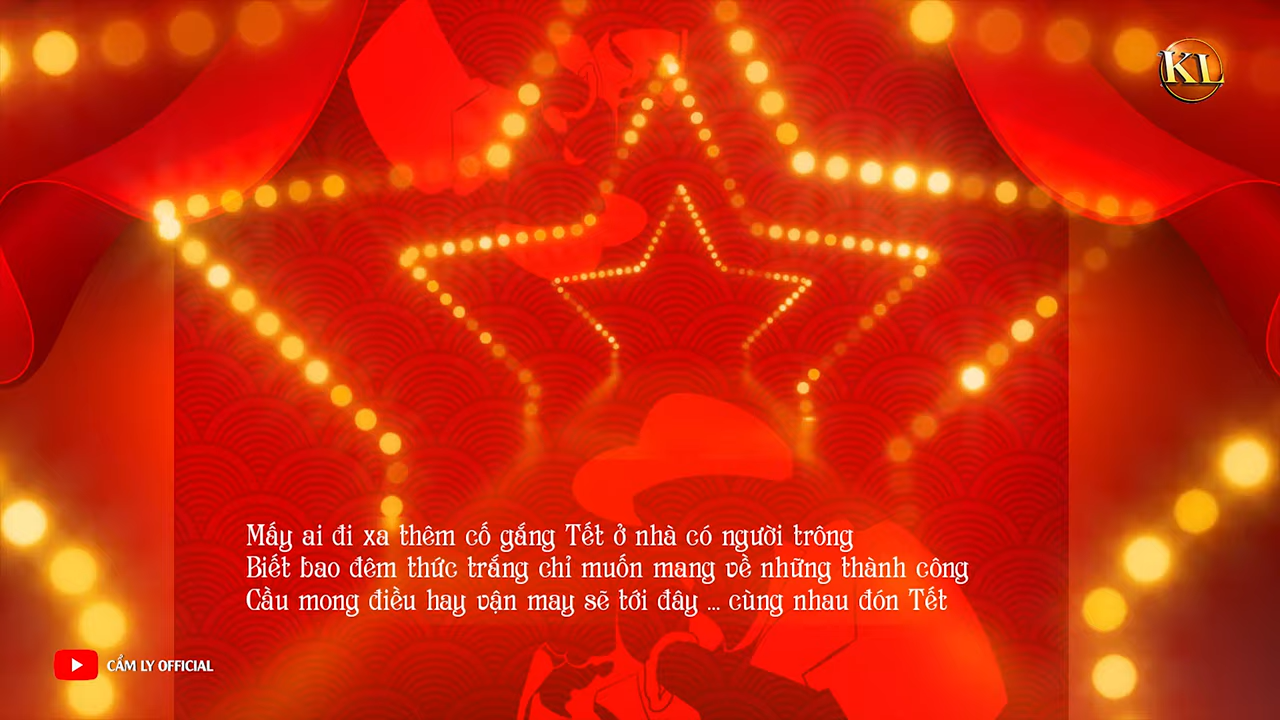 KL
Mấy ai đi xa thêm cố gắng Tết ở nhà có người trông
Biết bao đêm thức trắng chỉ muốn mang về những thành công
Cầu mong điều hay vận may sẽ tới đây ... cùng nhau đón Tết
CẨM LY OFFICIAL